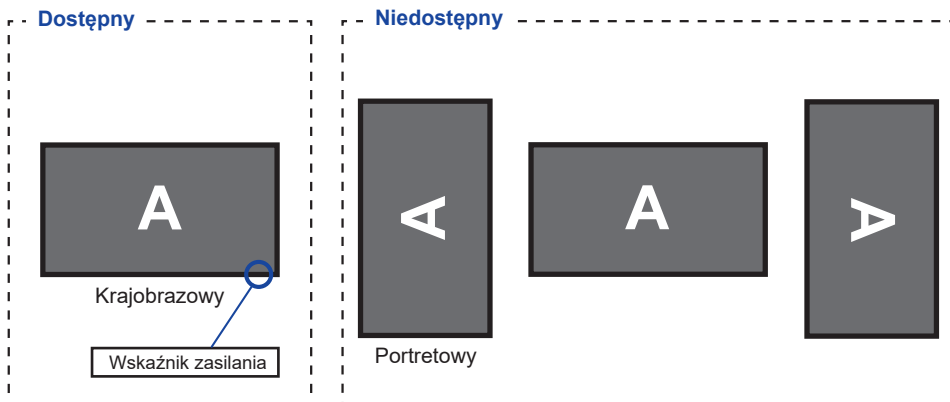 Dostępny
Niedostępny
A
A
A
A
Krajobrazowy
Wskaźnik zasilania
Portretowy